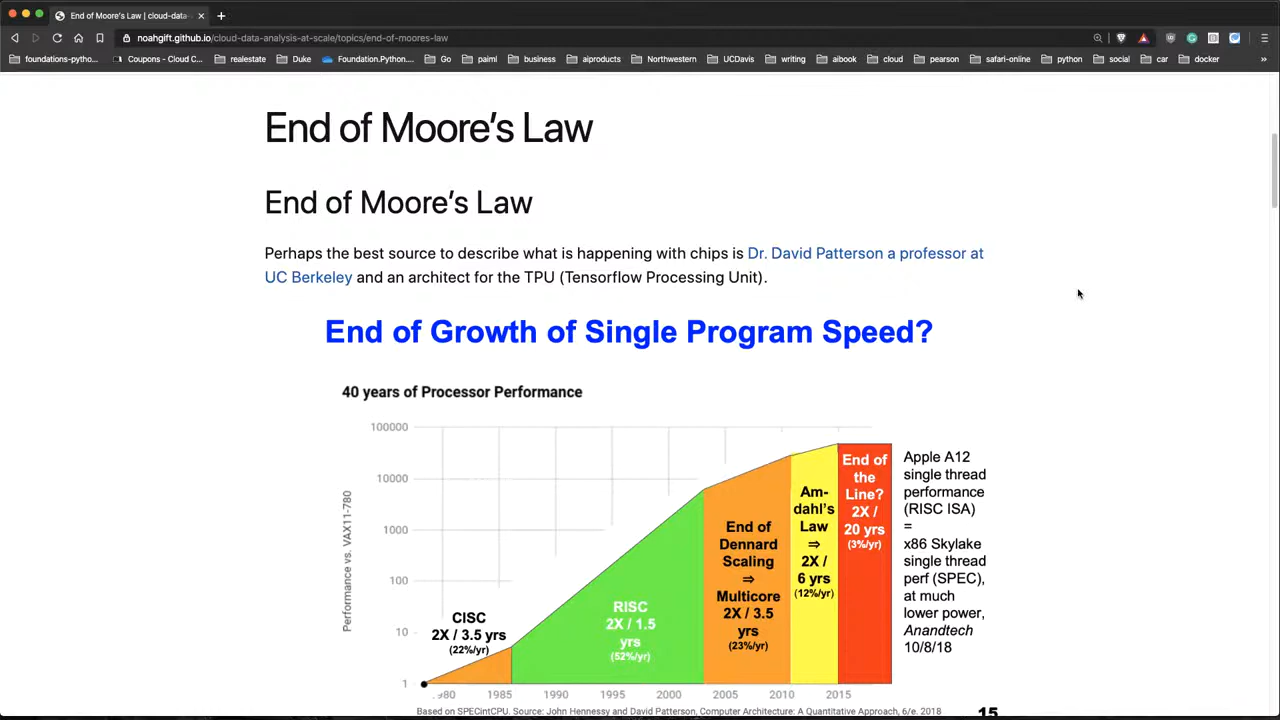 End of Moore's Law | cloud-data-
noahgift.github.io/cloud-data-analysis-at-scale/topics/end-of-moores-law
foundations-pytho... Coupons - Cloud C... realestate Duke Foundation.Python.... Go paiml business aiproducts Northwestern UCDavis writing aibook cloud pearson safari-online python social car docker »
End of Moore's Law
End of Moore's Law
Perhaps the best source to describe what is happening with chips is Dr. David Patterson a professor at
UC Berkeley and an architect for the TPU (Tensorflow Processing Unit).
End of Growth of Single Program Speed?
40 years of Processor Performance
Performance vs. VAX11-780
100000
10000
1000
100
10
1
CISC
2X / 3.5 yrs
(22%/yr)
RISC
2X / 1.5
yrs
(52%/yr)
End of
Dennard
Scaling
⇒
Multicore
2X / 3.5
yrs
(23%/yr)
Am-
dahl's
Law
⇒
2X /
6 yrs
(12%/yr)
End of
the
Line?
2X /
20 yrs
(3%/yr)
Apple A12
single thread
performance
(RISC ISA)
=
x86 Skylake
single thread
perf (SPEC),
at much
lower power,
Anandtech
10/8/18
980 1985 1990 1995 2000 2005 2010 2015
Based on SPECintCPU. Source: John Hennessy and David Patterson, Computer Architecture: A Quantitative Approach, 6/e. 2018
15